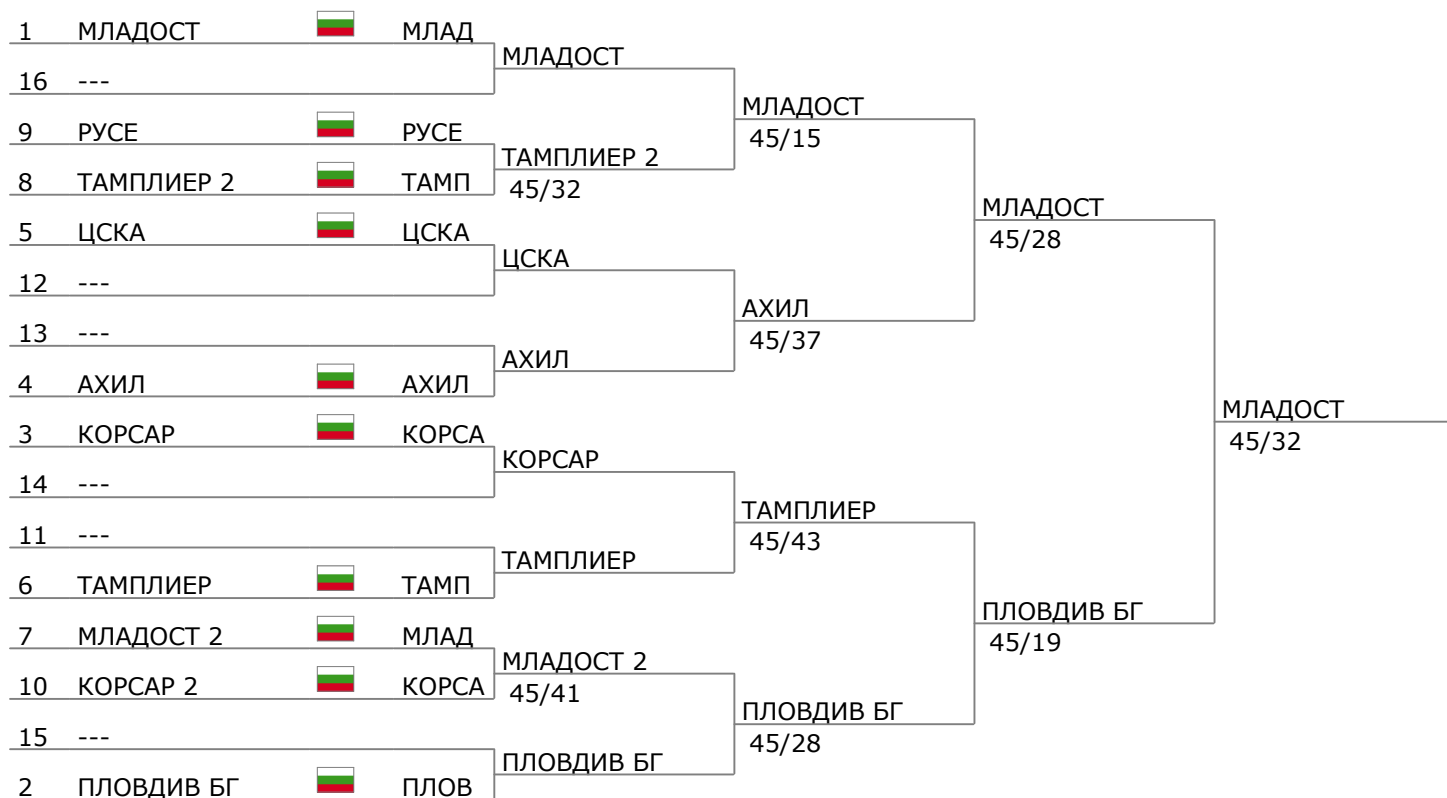 1 МЛАДОСТ МЛАД
МЛАДОСТ
16 ---
МЛАДОСТ
45/15
9 РУСЕ РУСЕ
ТАМПЛИЕР 2
45/32
8 ТАМПЛИЕР 2 ТАМП
МЛАДОСТ
45/28
5 ЦСКА ЦСКА
ЦСКА
12 ---
АХИЛ
45/37
13 ---
АХИЛ
4 АХИЛ АХИЛ
МЛАДОСТ
45/32
3 КОРСАР КОРСА
КОРСАР
14 ---
ТАМПЛИЕР
45/43
11 ---
ТАМПЛИЕР
6 ТАМПЛИЕР ТАМП
ПЛОВДИВ БГ
45/19
7 МЛАДОСТ 2 МЛАД
МЛАДОСТ 2
45/41
10 КОРСАР 2 КОРСА
ПЛОВДИВ БГ
45/28
15 ---
ПЛОВДИВ БГ
2 ПЛОВДИВ БГ ПЛОВ